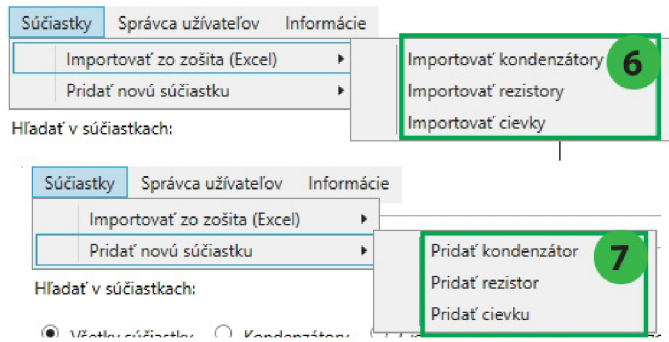 Súčiastky Správca užívateľov Informácie
Importovať zo zošita (Excel)
Importovať kondenzátory 6
Pridať novú súčiastku
Importovať rezistory
Importovať cievky
Hľadať v súčiastkach:
Súčiastky Správca užívateľov Informácie
Importovať zo zošita (Excel)
Pridať novú súčiastku
Pridať kondenzátor 7
Pridať rezistor
Pridať cievku
Hľadať v súčiastkach:
Všetky súčiastky Kondenzátory